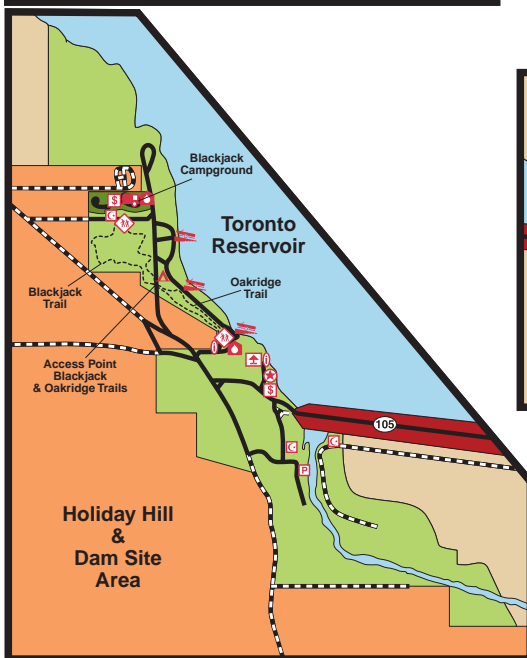 Blackjack
Campground
Toronto
Reservoir
Oakridge
Trail
Blackjack
Trail
Access Point
Blackjack
& Oakridge Trails
$
$
105
P
Holiday Hill
&
Dam Site
Area